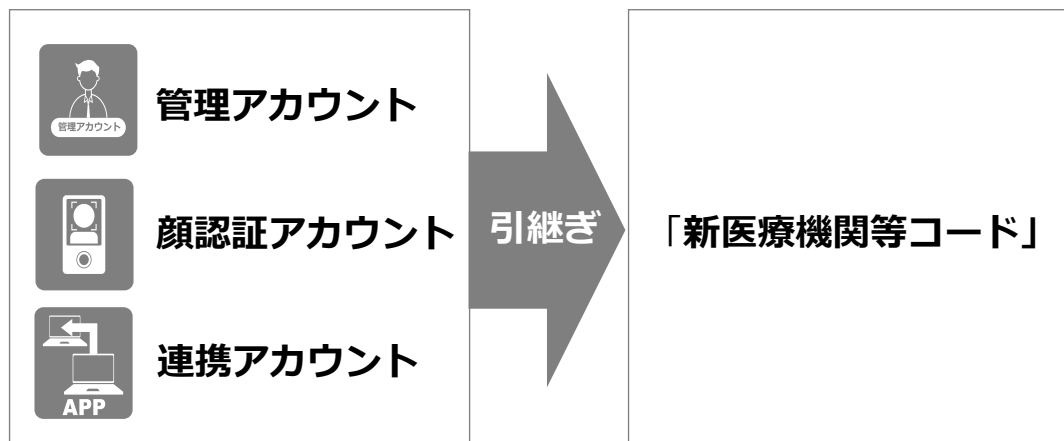 管理アカウント
管理アカウント
顔認証アカウント
連携アカウント
APP
引継ぎ
「新医療機関等コード」